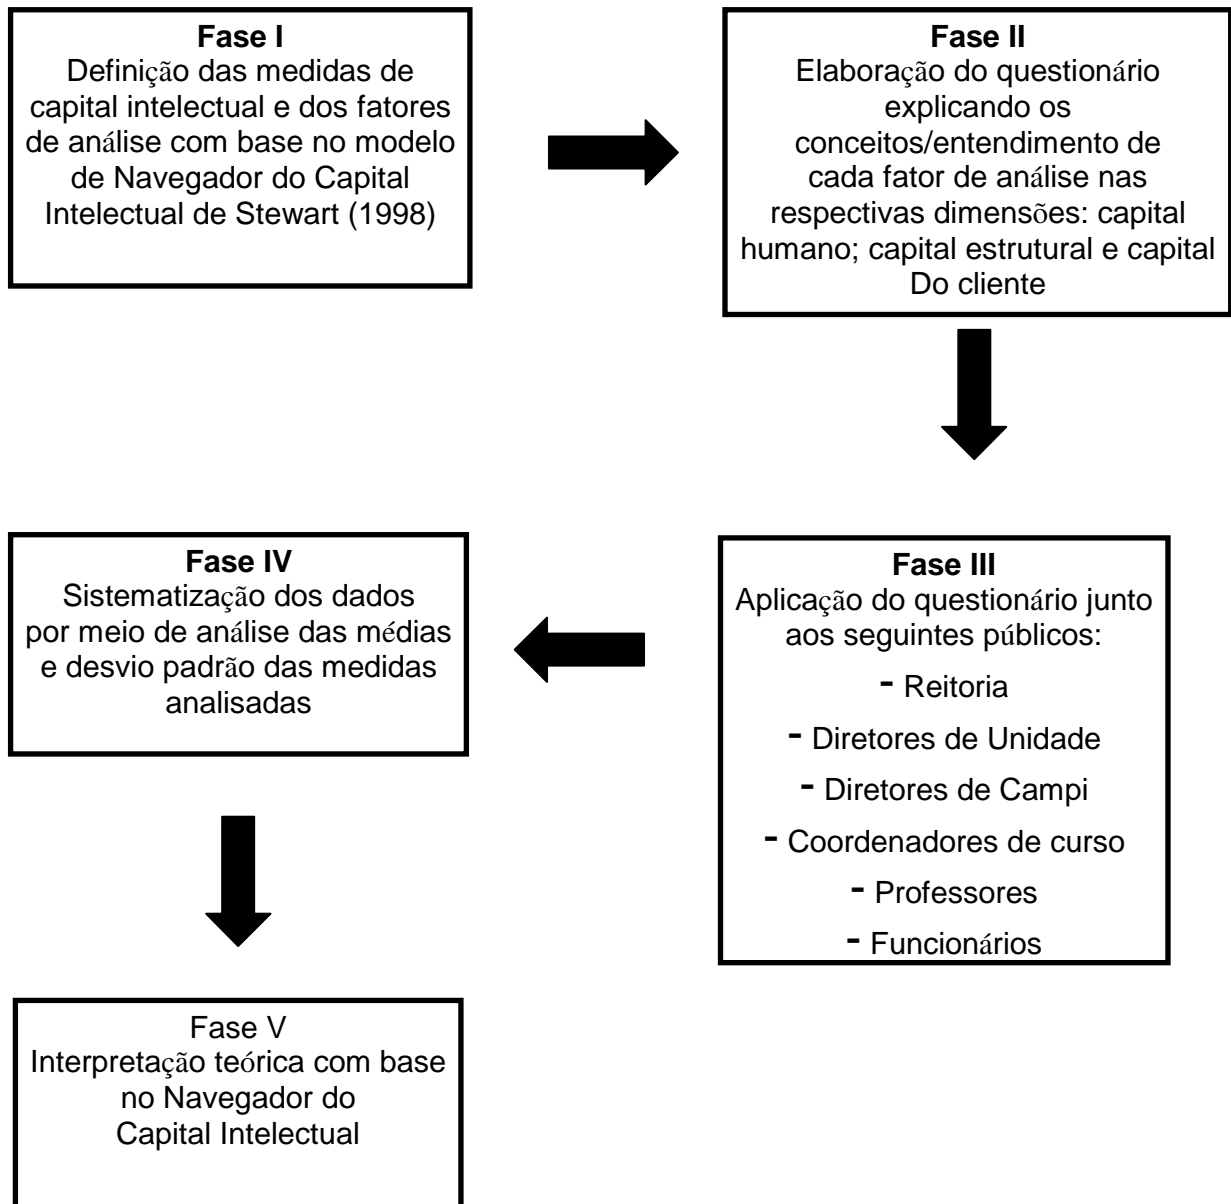 Fase I
Definição das medidas de
capital intelectual e dos fatores
de análise com base no modelo
de Navegador do Capital
Intelectual de Stewart (1998)
Fase II
Elaboração do questionário
explicando os
conceitos/entendimento de
cada fator de análise nas
respectivas dimensões: capital
humano; capital estrutural e capital
Do cliente
Fase III
Aplicação do questionário junto
aos seguintes públicos:
- Reitoria
- Diretores de Unidade
- Diretores de Campi
- Coordenadores de curso
- Professores
- Funcionários
Fase IV
Sistematização dos dados
por meio de análise das médias
e desvio padrão das medidas
analisadas
Fase V
Interpretação teórica com base
no Navegador do
Capital Intelectual